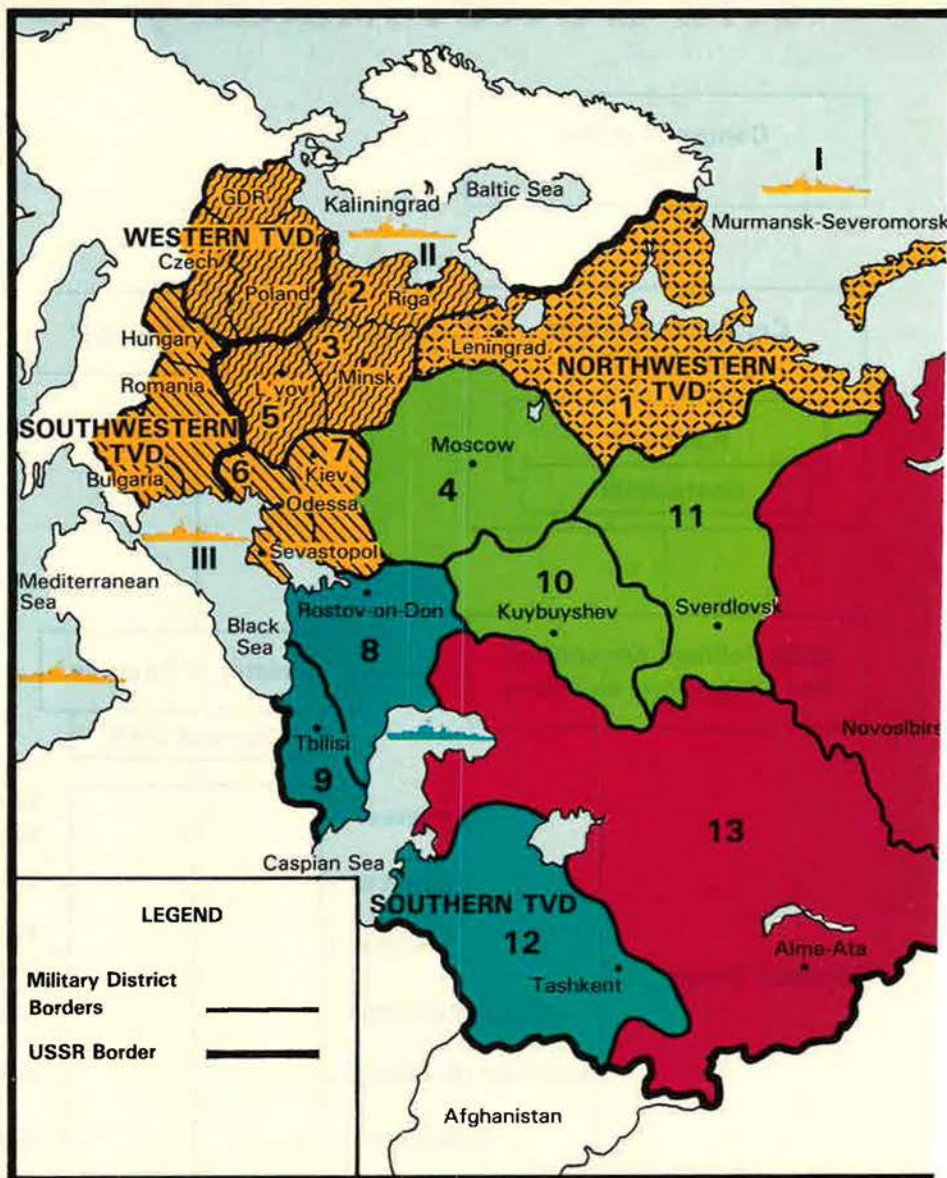 I
GDR
Kaliningrad
Baltic Sea
Murmansk-Severomorsk
WESTERN TVD
Czech
II
2
Riga
Poland
Hungary
3
Minsk
Leningrad
NORTHWESTERN
TVD
1
Romania
L'vov
5
SOUTHWESTERN
TVD
Bulgaria
6
7
Kiev
Odessa
Moscow
4
11
III
Sevastopol
Mediterranean
Sea
Black
Sea
Rostov-on-Don
8
10
Kuybuyshev
Sverdlovsk
Tbilisi
9
Novosibirs
13
Caspian Sea
SOUTHERN TVD
12
Tashkent
Alma-Ata
Afghanistan
LEGEND
Military District
Borders
USSR Border